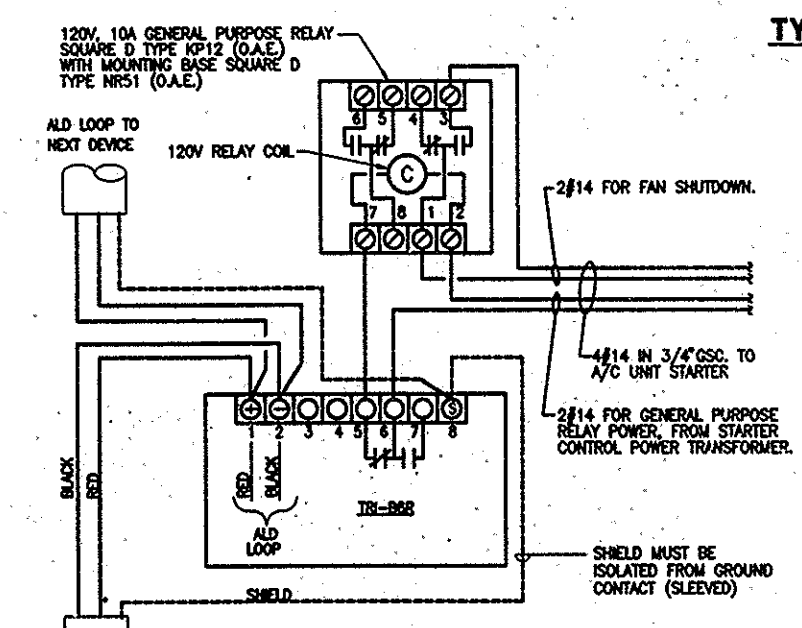 TY
120V, 10A GENERAL PURPOSE RELAY
SQUARE D TYPE KP12 (O.A.E.)
WITH MOUNTING BASE SQUARE D
TYPE NR51 (O.A.E.)
ALD LOOP TO
NEXT DEVICE
120V RELAY COIL
6 5 4 3
C
7 8 1 2
2#14 FOR FAN SHUTDOWN.
4#14 IN 3/4"GSC. TO
A/C UNIT STARTER
2#14 FOR GENERAL PURPOSE
RELAY POWER, FROM STARTER
CONTROL POWER TRANSFORMER.
+ − S
1 2 3 4 5 6 7 8
BLACK
RED
RED
BLACK
ALD
LOOP
TRI-B6R
SHIELD
SHIELD MUST BE
ISOLATED FROM GROUND
CONTACT (SLEEVED)